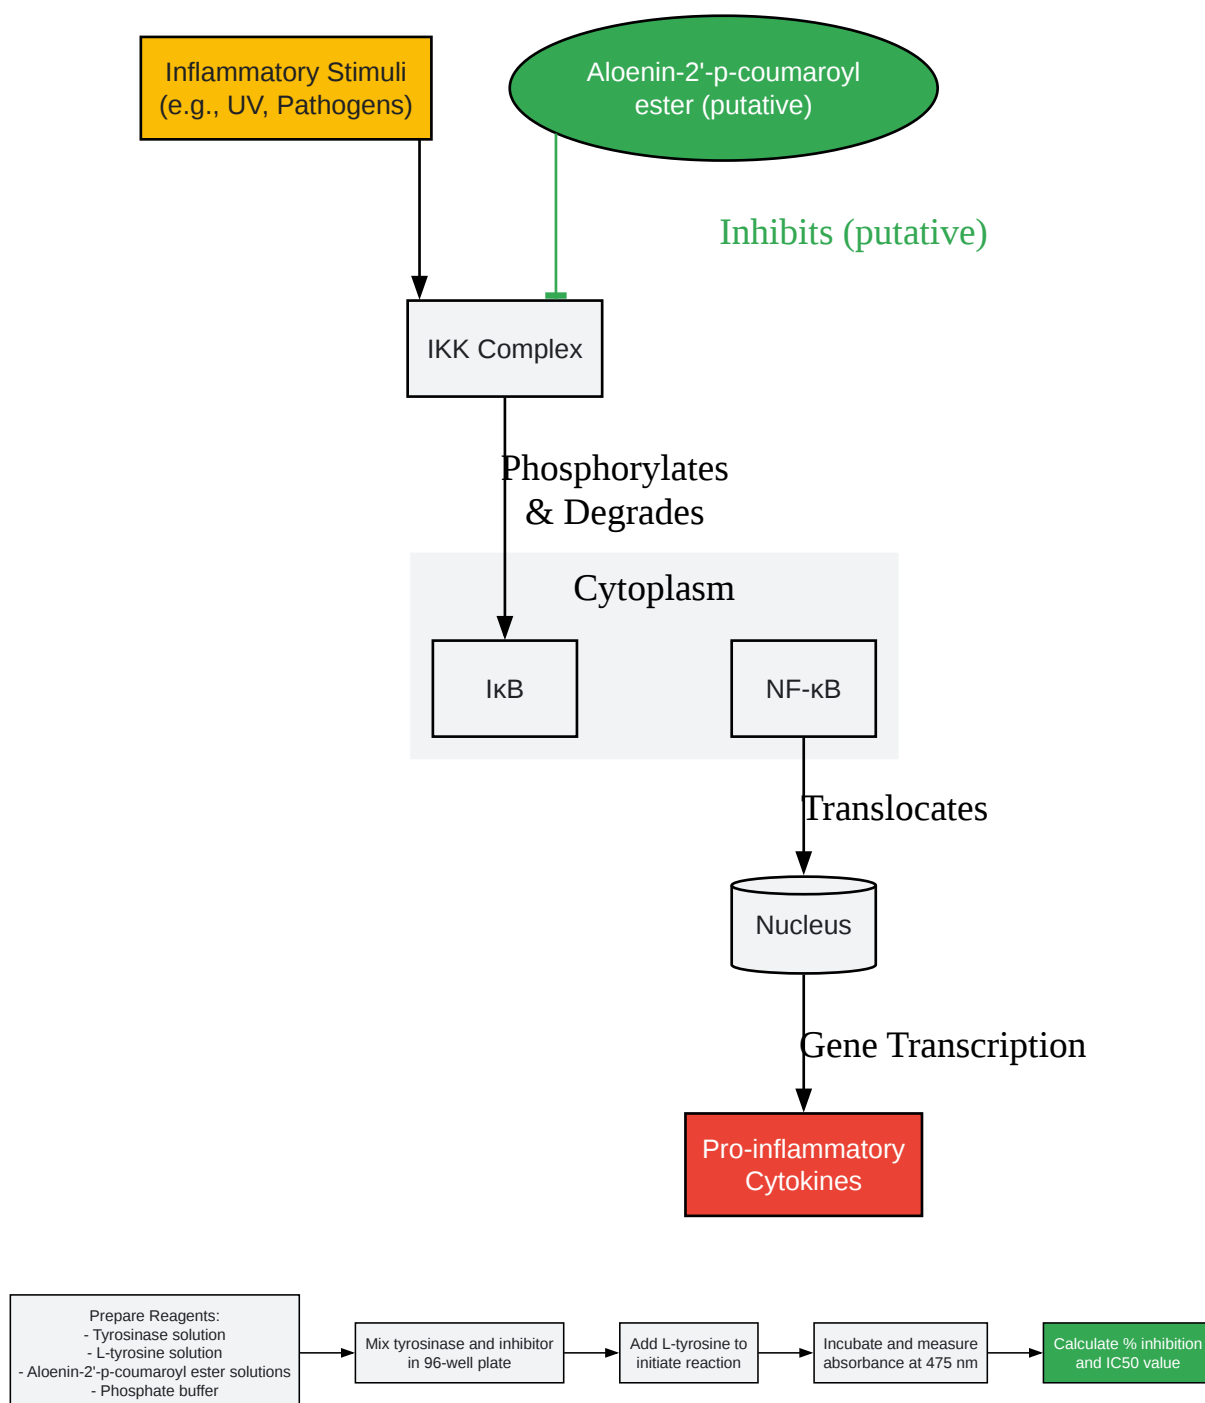 Inflammatory Stimuli
(e.g., UV, Pathogens)
Aloenin-2'-p-coumaroyl
ester (putative)
Inhibits (putative)
IKK Complex
Phosphorylates
& Degrades
Cytoplasm
IκB
NF-κB
Translocates
Nucleus
Gene Transcription
Pro-inflammatory
Cytokines
Prepare Reagents:
- Tyrosinase solution
- L-tyrosine solution
- Aloenin-2'-p-coumaroyl ester solutions
- Phosphate buffer
Mix tyrosinase and inhibitor
in 96-well plate
Add L-tyrosine to
initiate reaction
Incubate and measure
absorbance at 475 nm
Calculate % inhibition
and IC50 value